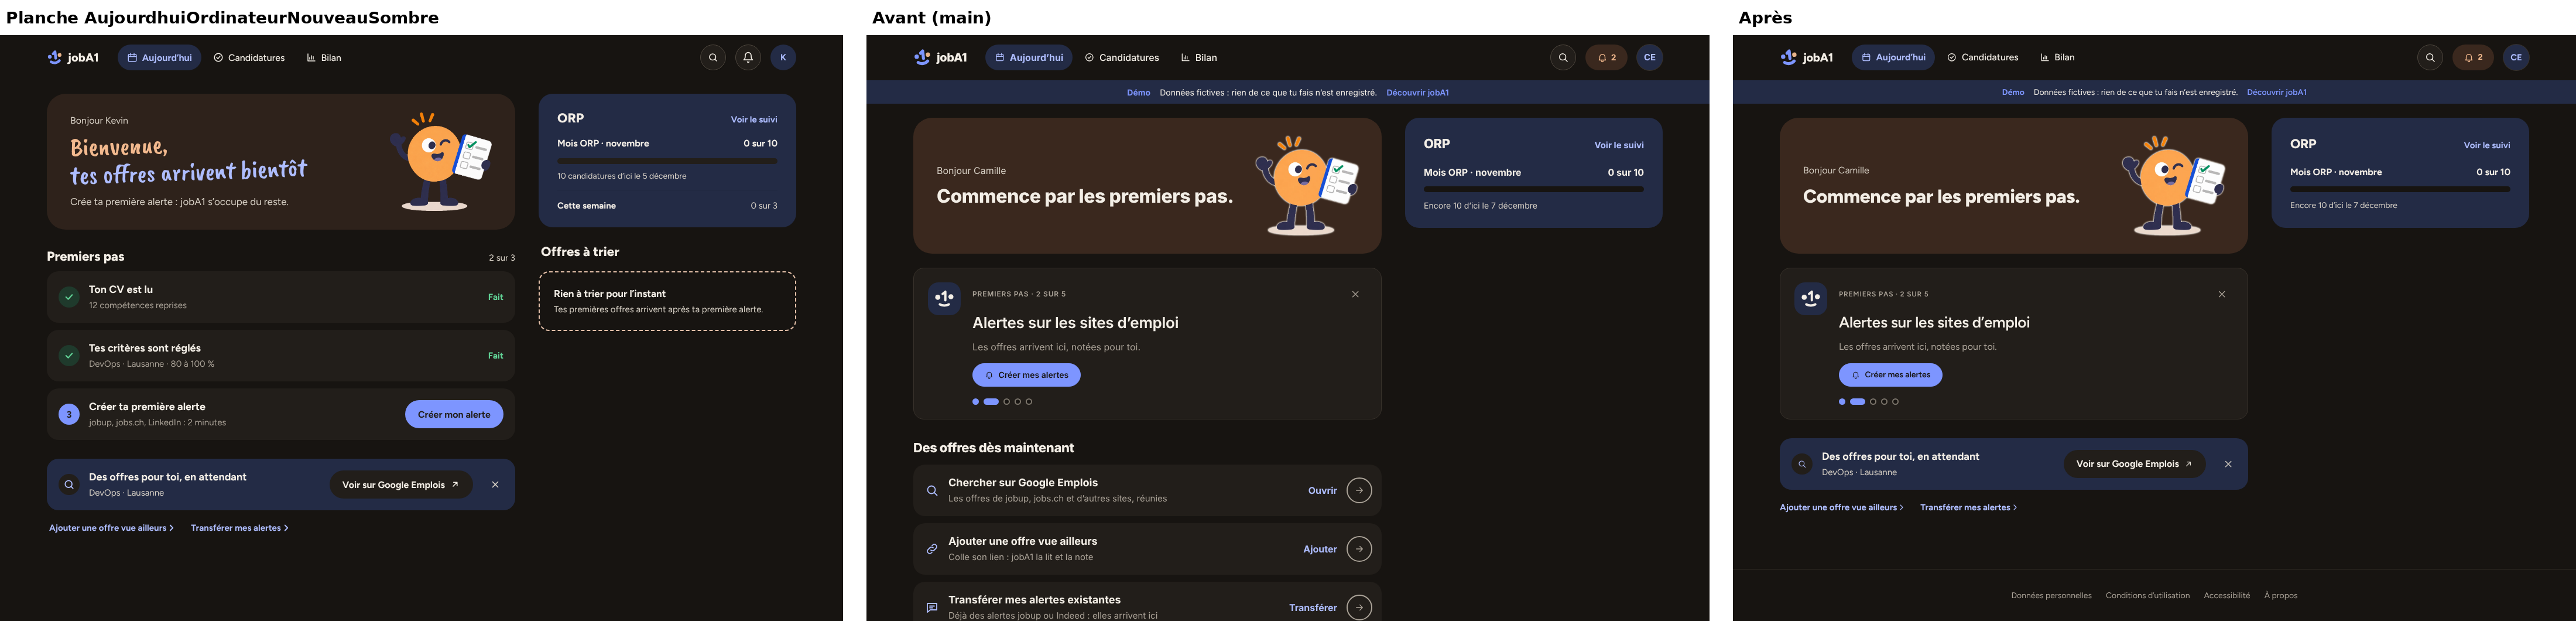 Planche AujourdhuiOrdinateurNouveauSombre
jobA1
Aujourd'hui
Candidatures
Bilan
K
Bonjour Kevin
Bienvenue,
tes offres arrivent bientôt
Crée ta première alerte : jobA1 s'occupe du reste.
ORP
Voir le suivi
Mois ORP · novembre
0 sur 10
10 candidatures d'ici le 5 décembre
Cette semaine
0 sur 3
Premiers pas
2 sur 3
Ton CV est lu
12 compétences reprises
Fait
Tes critères sont réglés
DevOps · Lausanne · 80 à 100 %
Fait
3
Créer ta première alerte
jobup, jobs.ch, LinkedIn : 2 minutes
Créer mon alerte
Offres à trier
Rien à trier pour l'instant
Tes premières offres arrivent après ta première alerte.
Des offres pour toi, en attendant
DevOps · Lausanne
Voir sur Google Emplois
Ajouter une offre vue ailleurs
Transférer mes alertes
Avant (main)
jobA1
Aujourd'hui
Candidatures
Bilan
2
CE
Démo Données fictives : rien de ce que tu fais n'est enregistré. Découvrir jobA1
Bonjour Camille
Commence par les premiers pas.
ORP
Voir le suivi
Mois ORP · novembre
0 sur 10
Encore 10 d'ici le 7 décembre
PREMIERS PAS · 2 SUR 5
Alertes sur les sites d'emploi
Les offres arrivent ici, notées pour toi.
Créer mes alertes
Des offres dès maintenant
Chercher sur Google Emplois
Les offres de jobup, jobs.ch et d'autres sites, réunies
Ouvrir
Ajouter une offre vue ailleurs
Colle son lien : jobA1 la lit et la note
Ajouter
Transférer mes alertes existantes
Déjà des alertes jobup ou Indeed : elles arrivent ici
Transférer
Après
jobA1
Aujourd'hui
Candidatures
Bilan
2
CE
Démo Données fictives : rien de ce que tu fais n'est enregistré. Découvrir jobA1
Bonjour Camille
Commence par les premiers pas.
ORP
Voir le suivi
Mois ORP · novembre
0 sur 10
Encore 10 d'ici le 7 décembre
PREMIERS PAS · 2 SUR 5
Alertes sur les sites d'emploi
Les offres arrivent ici, notées pour toi.
Créer mes alertes
Des offres pour toi, en attendant
DevOps · Lausanne
Voir sur Google Emplois
Ajouter une offre vue ailleurs
Transférer mes alertes
Données personnelles
Conditions d'utilisation
Accessibilité
À propos